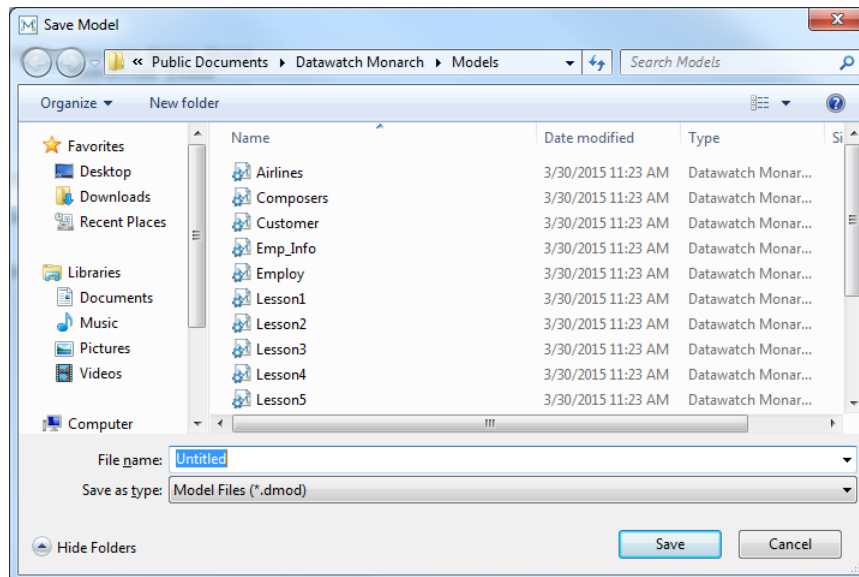 Save Model
« Public Documents ▸ Datawatch Monarch ▸ Models
Search Models
Organize New folder
Favorites
Desktop
Downloads
Recent Places
Libraries
Documents
Music
Pictures
Videos
Computer
Name Date modified Type Si
Airlines 3/30/2015 11:23 AM Datawatch Monar...
Composers 3/30/2015 11:23 AM Datawatch Monar...
Customer 3/30/2015 11:23 AM Datawatch Monar...
Emp_Info 3/30/2015 11:23 AM Datawatch Monar...
Employ 3/30/2015 11:23 AM Datawatch Monar...
Lesson1 3/30/2015 11:23 AM Datawatch Monar...
Lesson2 3/30/2015 11:23 AM Datawatch Monar...
Lesson3 3/30/2015 11:23 AM Datawatch Monar...
Lesson4 3/30/2015 11:23 AM Datawatch Monar...
Lesson5 3/30/2015 11:23 AM Datawatch Monar...
File name: Untitled
Save as type: Model Files (*.dmod)
Hide Folders
Save Cancel